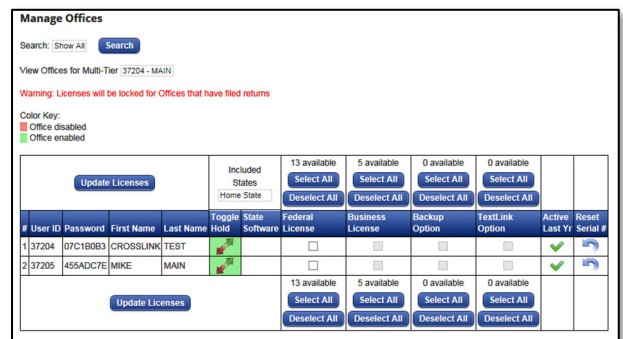 Manage Offices
Search: Show All Search
View Offices for Multi-Tier 37204 - MAIN
Warning: Licenses will be locked for Offices that have filed returns
Color Key:
Office disabled
Office enabled
Update Licenses
Included States
Home State
13 available
Select All
Deselect All
5 available
Select All
Deselect All
0 available
Select All
Deselect All
0 available
Select All
Deselect All
# User ID Password First Name Last Name Toggle Hold State Software Federal License Business License Backup Option TextLink Option Active Last Yr Reset Serial #
1 37204 07C1B0B3 CROSSLINK TEST
2 37205 455ADC7E MIKE MAIN
Update Licenses
13 available
Select All
Deselect All
5 available
Select All
Deselect All
0 available
Select All
Deselect All
0 available
Select All
Deselect All